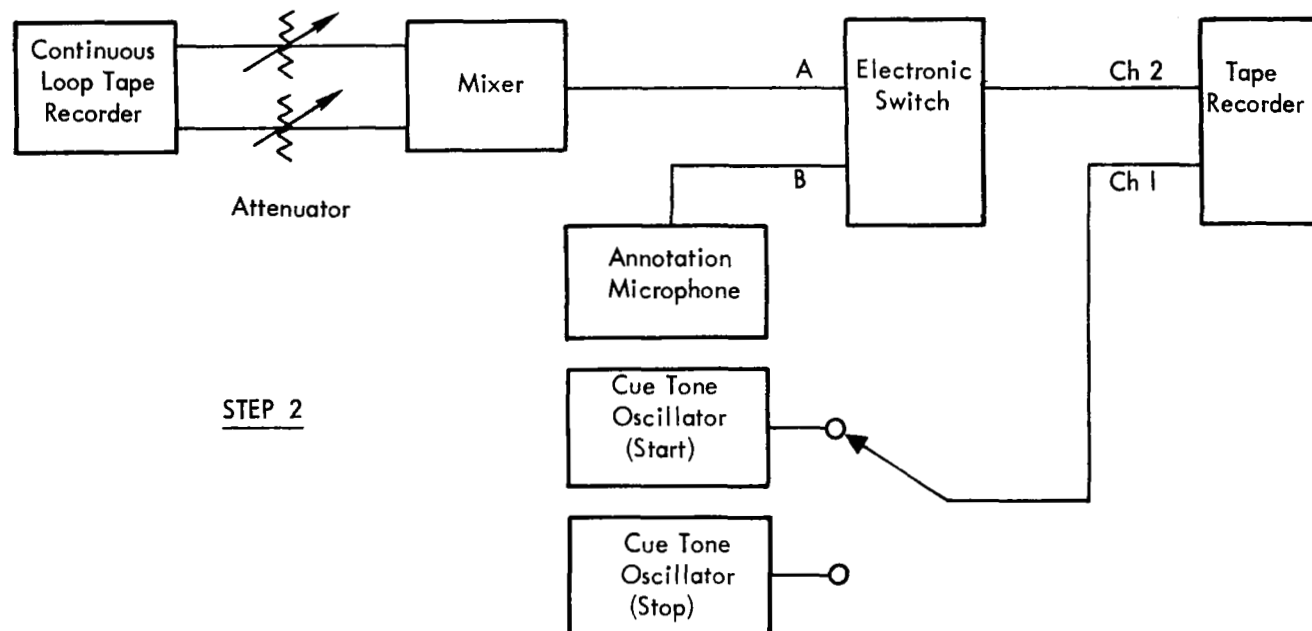 Continuous
Loop Tape
Recorder
Attenuator
Mixer
A
B
Electronic
Switch
Ch 2
Ch 1
Tape
Recorder
Annotation
Microphone
STEP 2
Cue Tone
Oscillator
(Start)
Cue Tone
Oscillator
(Stop)